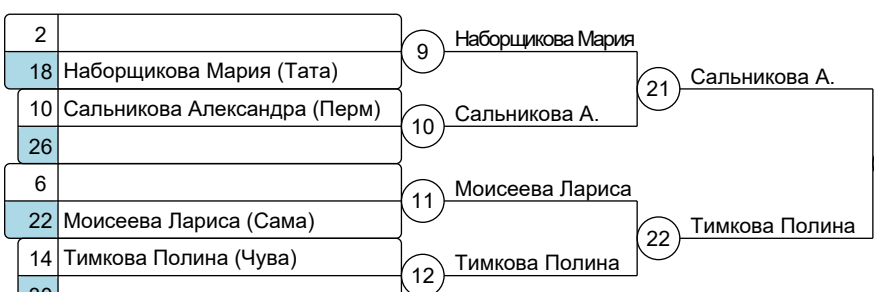 2
9 Наборщикова Мария
18 Наборщикова Мария (Тата)
21 Сальникова А.
10 Сальникова Александра (Перм)
10 Сальникова А.
26
6
11 Моисеева Лариса
22 Моисеева Лариса (Сама)
22 Тимкова Полина
14 Тимкова Полина (Чува)
12 Тимкова Полина